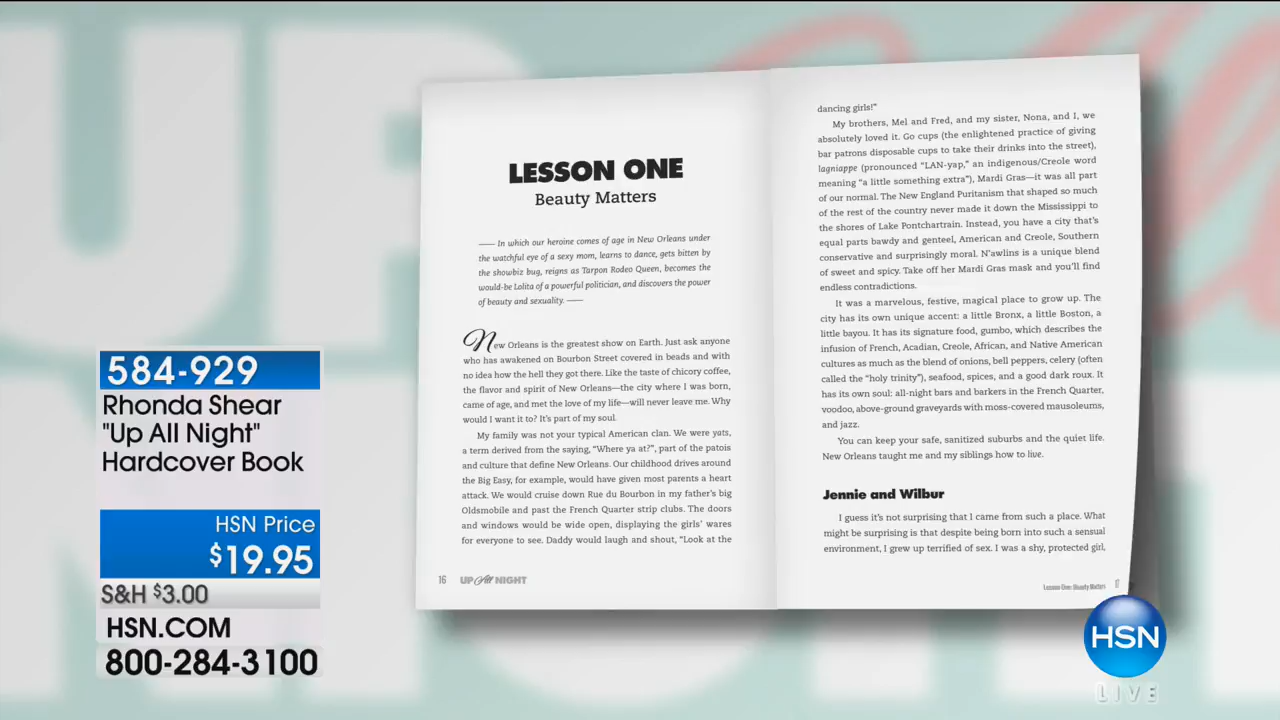 584-929
Rhonda Shear
"Up All Night"
Hardcover Book
HSN Price
$19.95
S&H $3.00
HSN.COM
800-284-3100
LESSON ONE
Beauty Matters
—— In which our heroine comes of age in New Orleans under
the watchful eye of a sexy mom, learns to dance, gets bitten by
the showbiz bug, reigns as Tarpon Rodeo Queen, becomes the
would-be Lolita of a powerful politician, and discovers the power
of beauty and sexuality. ——
New Orleans is the greatest show on Earth. Just ask anyone
who has awakened on Bourbon Street covered in beads and with
no idea how the hell they got there. Like the taste of chicory coffee,
the flavor and spirit of New Orleans—the city where I was born,
came of age, and met the love of my life—will never leave me. Why
would I want it to? It's part of my soul.
My family was not your typical American clan. We were yats,
a term derived from the saying, "Where ya at?", part of the patois
and culture that define New Orleans. Our childhood drives around
the Big Easy, for example, would have given most parents a heart
attack. We would cruise down Rue du Bourbon in my father's big
Oldsmobile and past the French Quarter strip clubs. The doors
and windows would be wide open, displaying the girls' wares
for everyone to see. Daddy would laugh and shout, "Look at the
16 UP All NIGHT
dancing girls!"
My brothers, Mel and Fred, and my sister, Nona, and I, we
absolutely loved it. Go cups (the enlightened practice of giving
bar patrons disposable cups to take their drinks into the street),
lagniappe (pronounced "LAN-yap," an indigenous/Creole word
meaning "a little something extra"), Mardi Gras—it was all part
of our normal. The New England Puritanism that shaped so much
of the rest of the country never made it down the Mississippi to
the shores of Lake Pontchartrain. Instead, you have a city that's
equal parts bawdy and genteel, American and Creole, Southern
conservative and surprisingly moral. N'awlins is a unique blend
of sweet and spicy. Take off her Mardi Gras mask and you'll find
endless contradictions.
It was a marvelous, festive, magical place to grow up. The
city has its own unique accent: a little Bronx, a little Boston, a
little bayou. It has its signature food, gumbo, which describes the
infusion of French, Acadian, Creole, African, and Native American
cultures as much as the blend of onions, bell peppers, celery (often
called the "holy trinity"), seafood, spices, and a good dark roux. It
has its own soul: all-night bars and barkers in the French Quarter,
voodoo, above-ground graveyards with moss-covered mausoleums,
and jazz.
You can keep your safe, sanitized suburbs and the quiet life.
New Orleans taught me and my siblings how to live.
Jennie and Wilbur
I guess it's not surprising that I came from such a place. What
might be surprising is that despite being born into such a sensual
environment, I grew up terrified of sex. I was a shy, protected girl,
Lesson One: Beauty Matters 17
HSN
LIVE